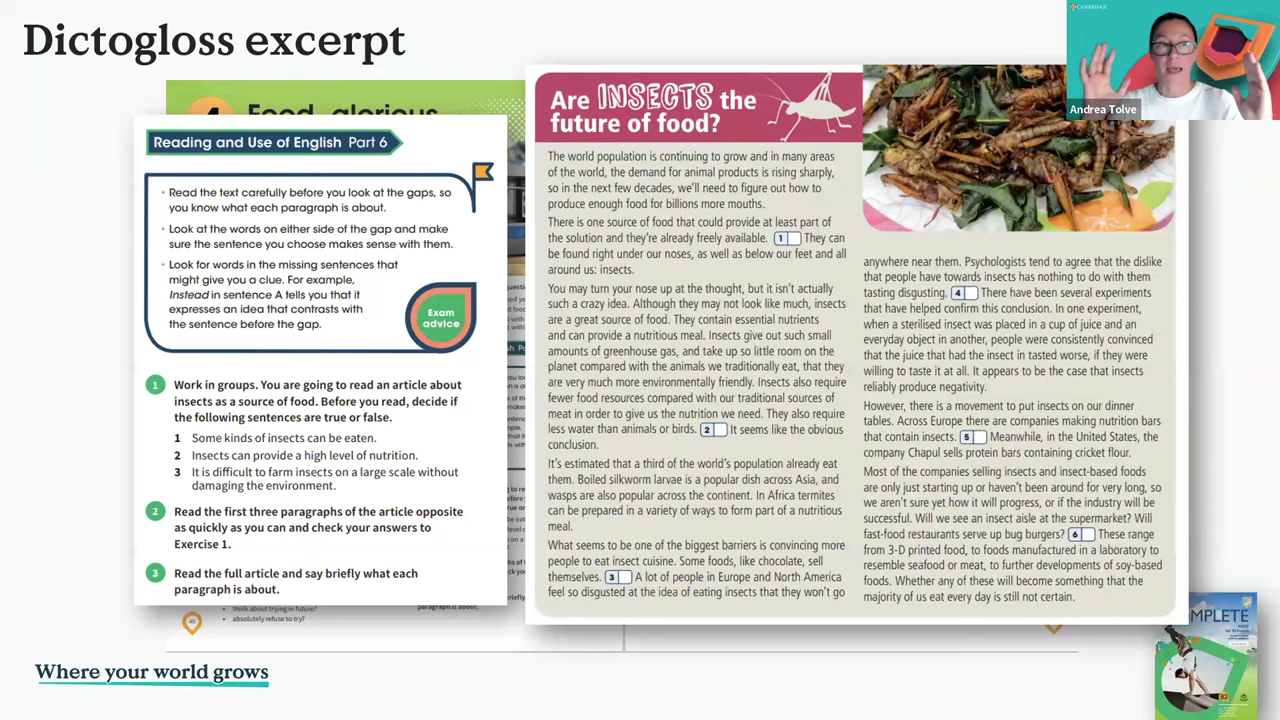 Dictogloss excerpt
CAMBRIDGE
Andrea Tolve
Food, glorious
Reading and Use of English Part 6
• Read the text carefully before you look at the gaps, so
you know what each paragraph is about.
• Look at the words on either side of the gap and make
sure the sentence you choose makes sense with them.
• Look for words in the missing sentences that
might give you a clue. For example,
Instead in sentence A tells you that it
expresses an idea that contrasts with
the sentence before the gap.
Exam
advice
1 Work in groups. You are going to read an article about
insects as a source of food. Before you read, decide if
the following sentences are true or false.
1 Some kinds of insects can be eaten.
2 Insects can provide a high level of nutrition.
3 It is difficult to farm insects on a large scale without
damaging the environment.
2 Read the first three paragraphs of the article opposite
as quickly as you can and check your answers to
Exercise 1.
3 Read the full article and say briefly what each
paragraph is about.
• think about trying in future?
• absolutely refuse to try?
paragraph is about.
40
Are INSECTS the
future of food?
The world population is continuing to grow and in many areas
of the world, the demand for animal products is rising sharply,
so in the next few decades, we'll need to figure out how to
produce enough food for billions more mouths.
There is one source of food that could provide at least part of
the solution and they're already freely available. 1 They can
be found right under our noses, as well as below our feet and all
around us: insects.
You may turn your nose up at the thought, but it isn't actually
such a crazy idea. Although they may not look like much, insects
are a great source of food. They contain essential nutrients
and can provide a nutritious meal. Insects give out such small
amounts of greenhouse gas, and take up so little room on the
planet compared with the animals we traditionally eat, that they
are very much more environmentally friendly. Insects also require
fewer food resources compared with our traditional sources of
meat in order to give us the nutrition we need. They also require
less water than animals or birds. 2 It seems like the obvious
conclusion.
It's estimated that a third of the world's population already eat
them. Boiled silkworm larvae is a popular dish across Asia, and
wasps are also popular across the continent. In Africa termites
can be prepared in a variety of ways to form part of a nutritious
meal.
What seems to be one of the biggest barriers is convincing more
people to eat insect cuisine. Some foods, like chocolate, sell
themselves. 3 A lot of people in Europe and North America
feel so disgusted at the idea of eating insects that they won't go
anywhere near them. Psychologists tend to agree that the dislike
that people have towards insects has nothing to do with them
tasting disgusting. 4 There have been several experiments
that have helped confirm this conclusion. In one experiment,
when a sterilised insect was placed in a cup of juice and an
everyday object in another, people were consistently convinced
that the juice that had the insect in tasted worse, if they were
willing to taste it at all. It appears to be the case that insects
reliably produce negativity.
However, there is a movement to put insects on our dinner
tables. Across Europe there are companies making nutrition bars
that contain insects. 5 Meanwhile, in the United States, the
company Chapul sells protein bars containing cricket flour.
Most of the companies selling insects and insect-based foods
are only just starting up or haven't been around for very long, so
we aren't sure yet how it will progress, or if the industry will be
successful. Will we see an insect aisle at the supermarket? Will
fast-food restaurants serve up bug burgers? 6 These range
from 3-D printed food, to foods manufactured in a laboratory to
resemble seafood or meat, to further developments of soy-based
foods. Whether any of these will become something that the
majority of us eat every day is still not certain.
Where your world grows
MPLETE
FIRST
for Schools
B2